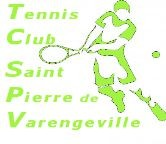 Tennis
Club
Saint
Pierre de
Varengeville